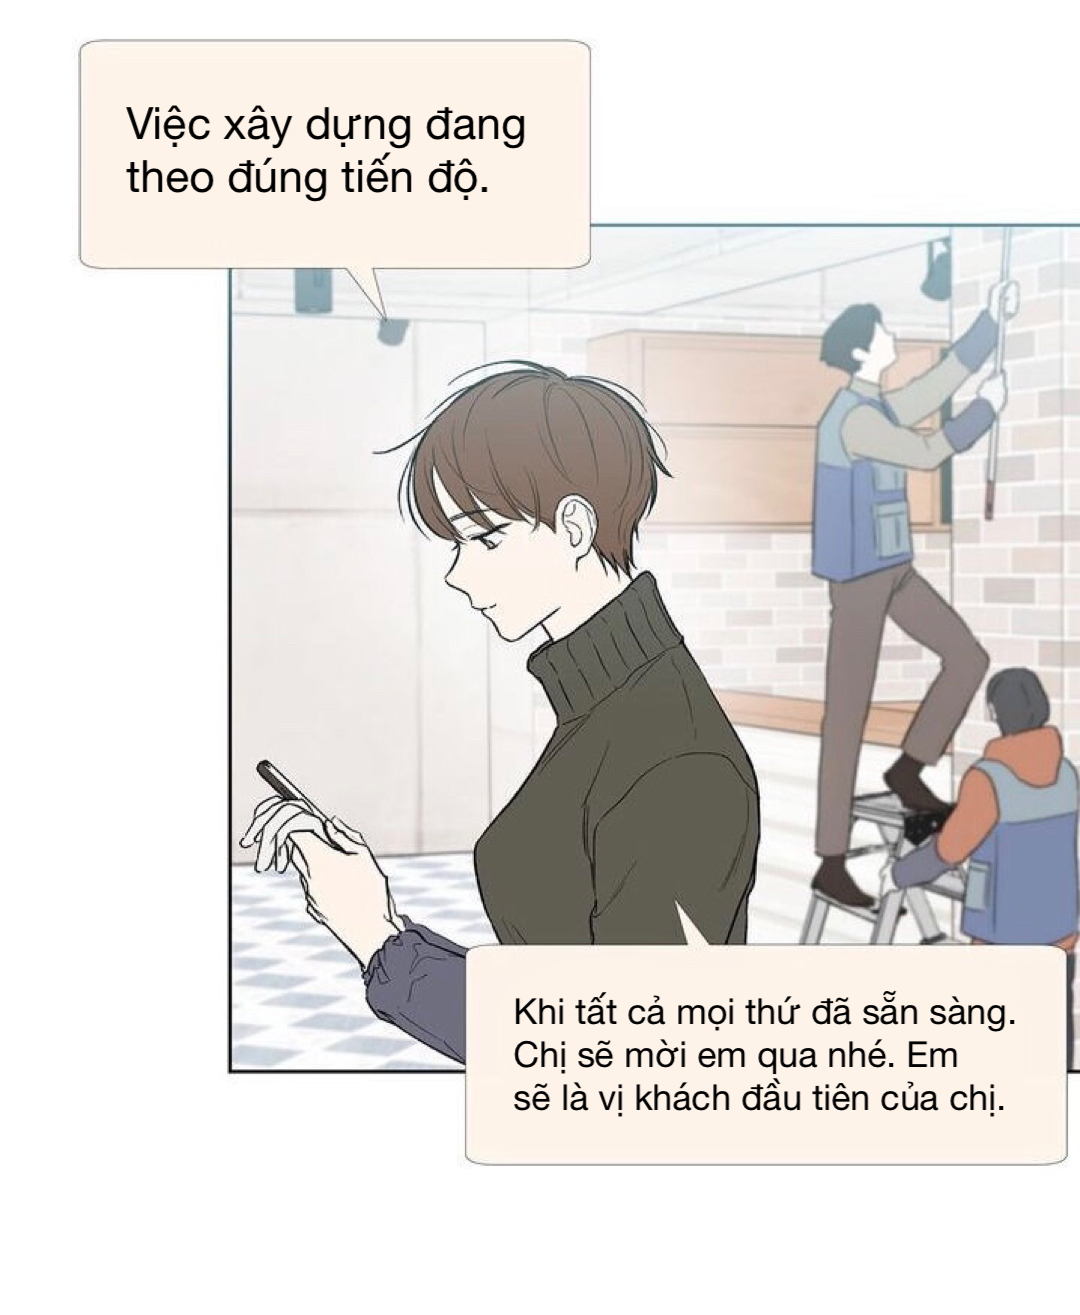 Việc xây dựng đang
theo đúng tiến độ.
Khi tất cả mọi thứ đã sẵn sàng.
Chị sẽ mời em qua nhé. Em
sẽ là vị khách đầu tiên của chị.